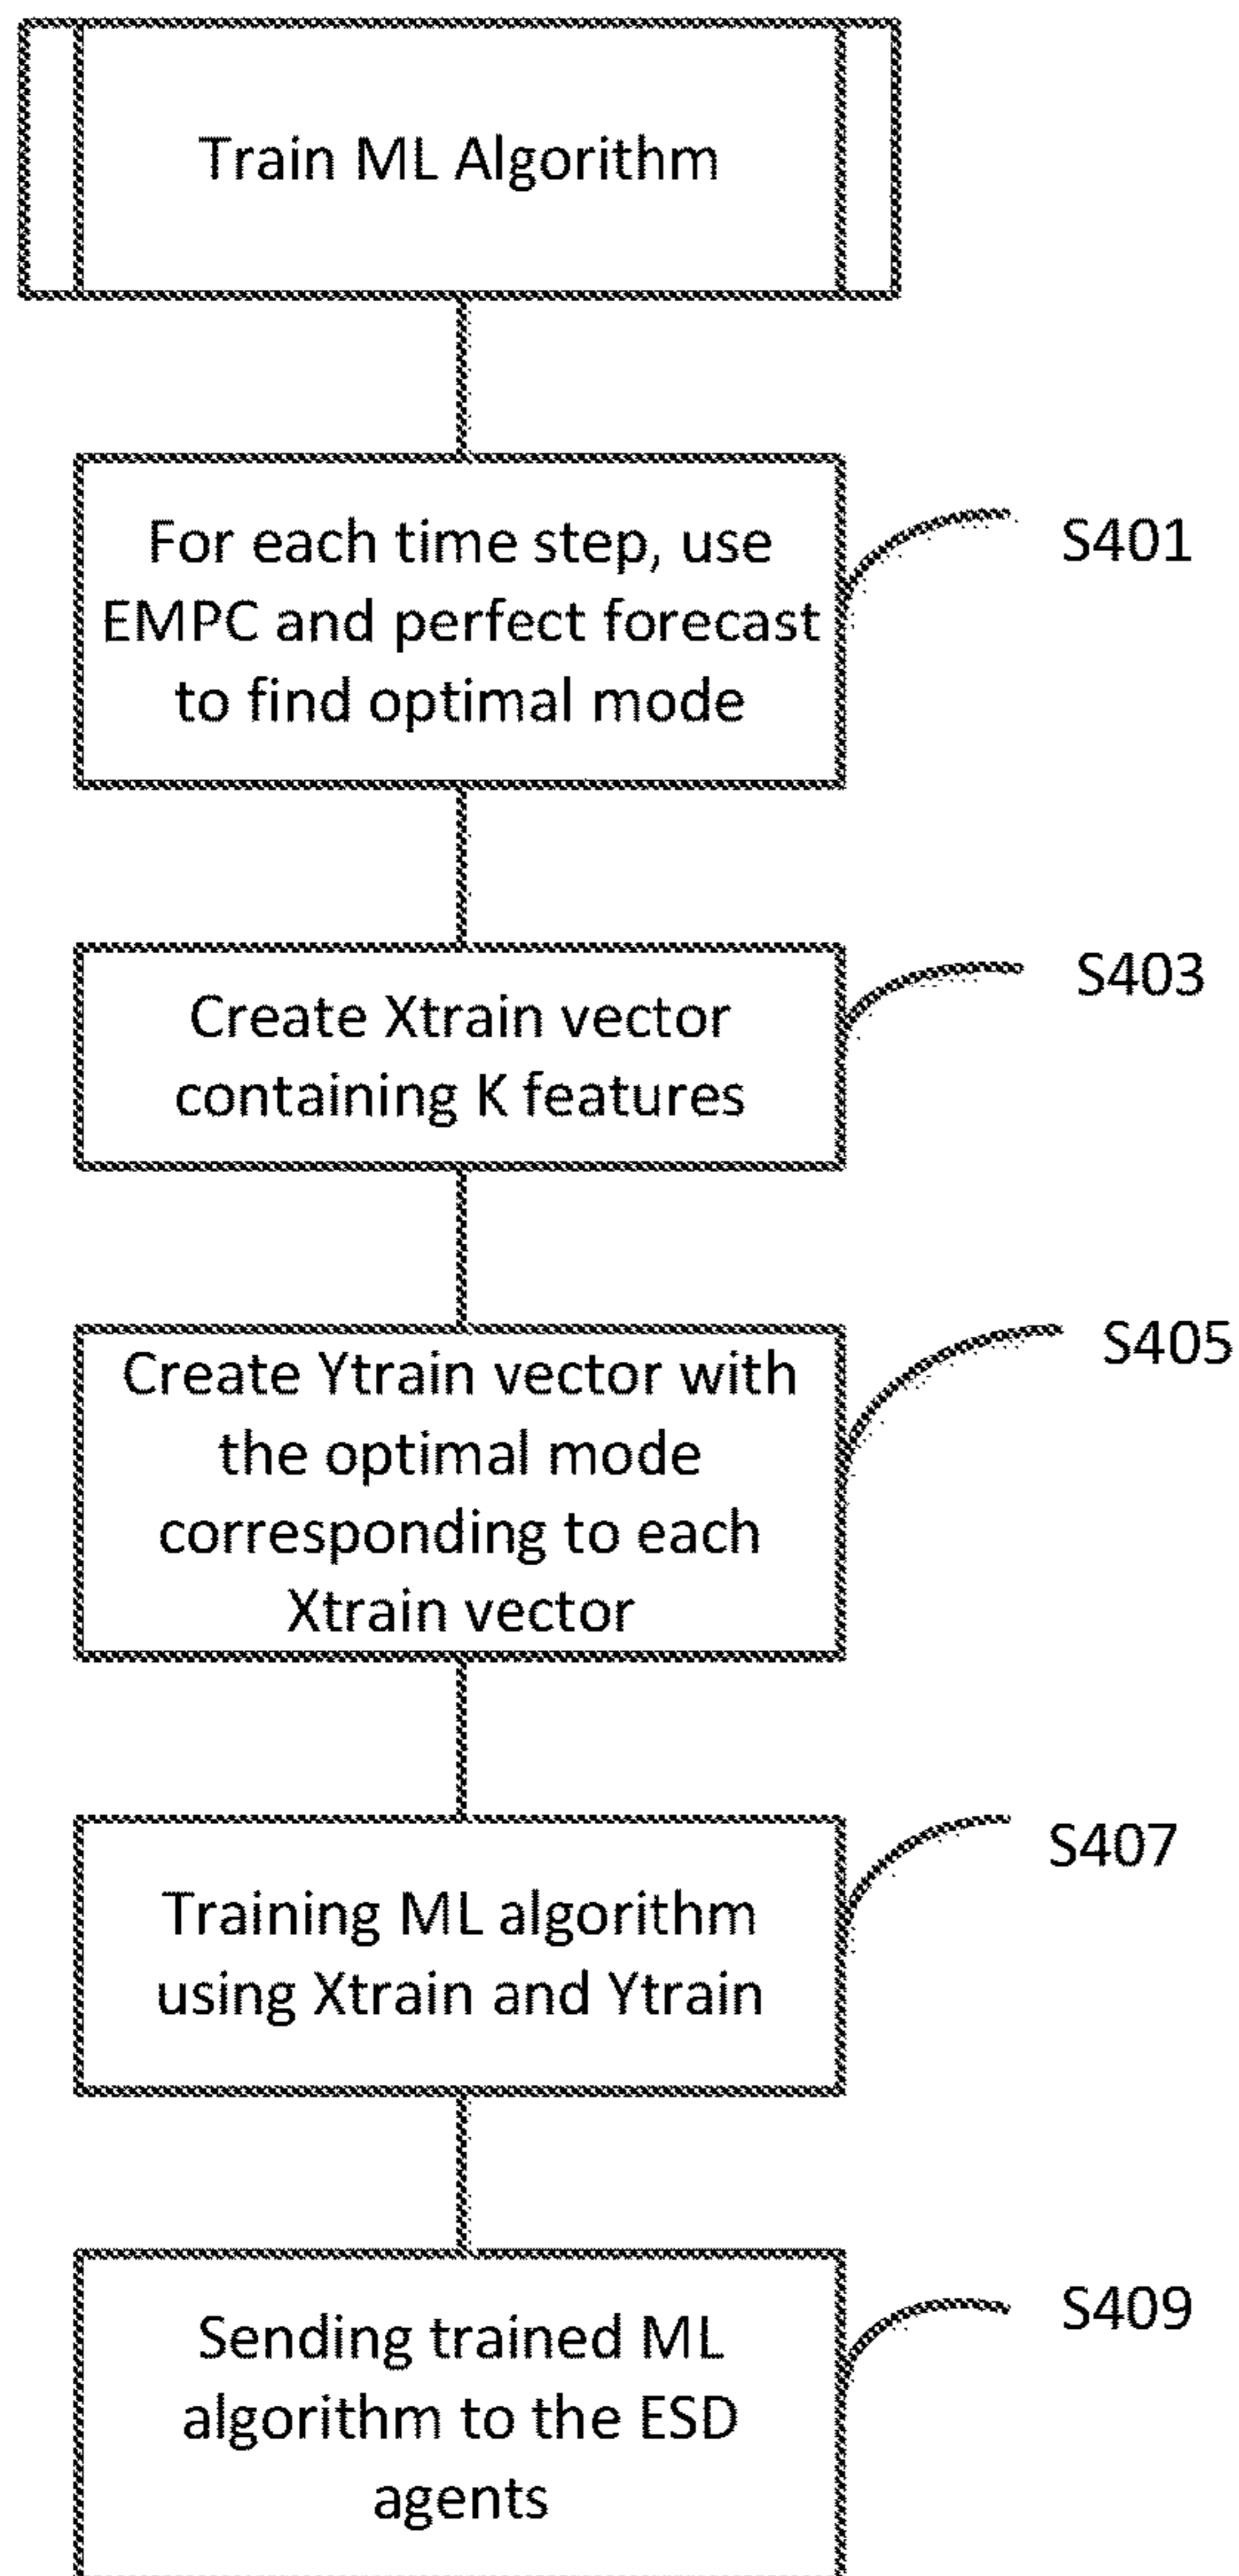 Train ML Algorithm
For each time step, use
EMPC and perfect forecast
to find optimal mode
S401
Create Xtrain vector
containing K features
S403
Create Ytrain vector with
the optimal mode
corresponding to each
Xtrain vector
S405
Training ML algorithm
using Xtrain and Ytrain
S407
Sending trained ML
algorithm to the ESD
agents
S409